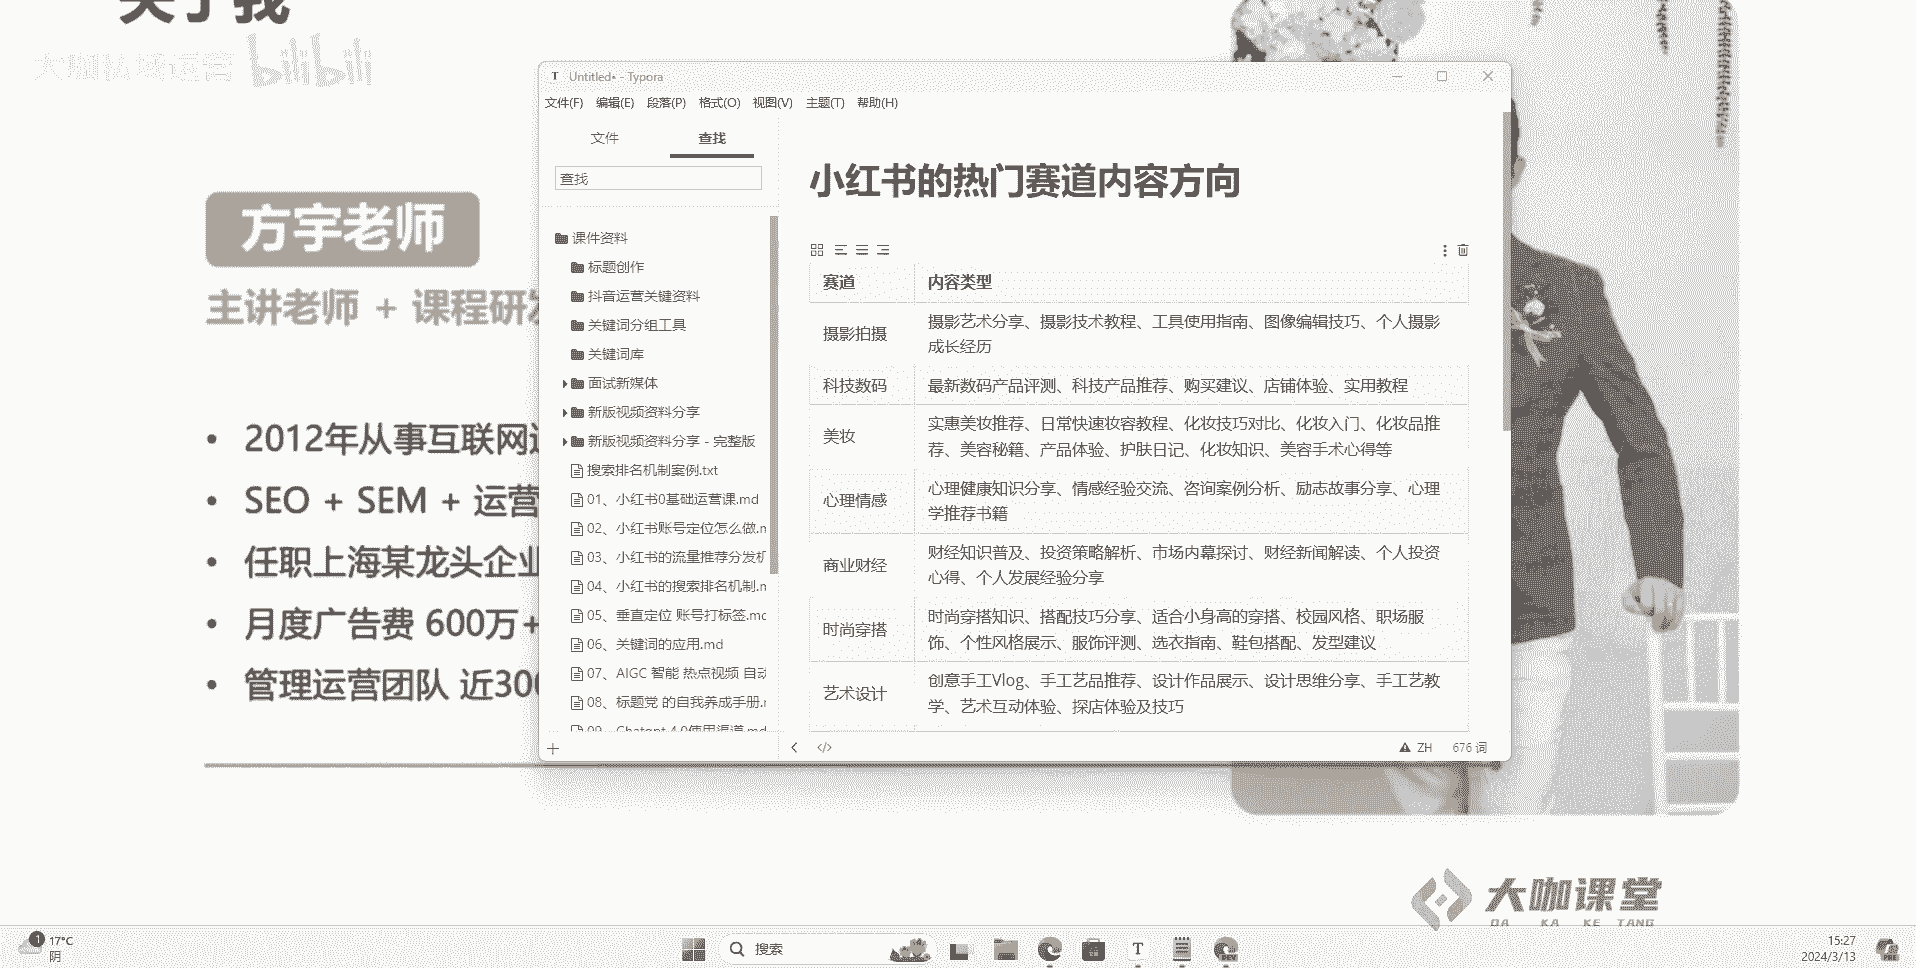 关于我
大咖私域运营 bilibili
方宇老师
主讲老师 + 课程研发
2012年从事互联网
SEO + SEM + 运营
任职上海某龙头企业
月度广告费 600万+
管理运营团队 近300
Untitled• - Typora
文件(F) 编辑(E) 段落(P) 格式(O) 视图(V) 主题(T) 帮助(H)
文件 查找
查找
课件资料
标题创作
抖音运营关键资料
关键词分组工具
关键词库
面试新媒体
新版视频资料分享
新版视频资料分享 - 完整版
搜索排名机制案例.txt
01、小红书0基础运营课.md
02、小红书账号定位怎么做.m
03、小红书的流量推荐分发机
04、小红书的搜索排名机制.m
05、垂直定位 账号打标签.mc
06、关键词的应用.md
07、AIGC 智能 热点视频 自动
08、标题党 的自我养成手册.r
09、Chatgpt 4.0使用渠道.md
小红书的热门赛道内容方向
赛道 内容类型
摄影拍摄 摄影艺术分享、摄影技术教程、工具使用指南、图像编辑技巧、个人摄影
成长经历
科技数码 最新数码产品评测、科技产品推荐、购买建议、店铺体验、实用教程
美妆 实惠美妆推荐、日常快速妆容教程、化妆技巧对比、化妆入门、化妆品推
荐、美容秘籍、产品体验、护肤日记、化妆知识、美容手术心得等
心理情感 心理健康知识分享、情感经验交流、咨询案例分析、励志故事分享、心理
学推荐书籍
商业财经 财经知识普及、投资策略解析、市场内幕探讨、财经新闻解读、个人投资
心得、个人发展经验分享
时尚穿搭 时尚穿搭知识、搭配技巧分享、适合小身高的穿搭、校园风格、职场服
饰、个性风格展示、服饰评测、选衣指南、鞋包搭配、发型建议
艺术设计 创意手工Vlog、手工艺品推荐、设计作品展示、设计思维分享、手工艺教
学、艺术互动体验、探店体验及技巧
ZH 676 词
大咖课堂
DA KA KE TANG
1 17°C
阴
搜索
T
DEV
15:27
2024/3/13
PRE